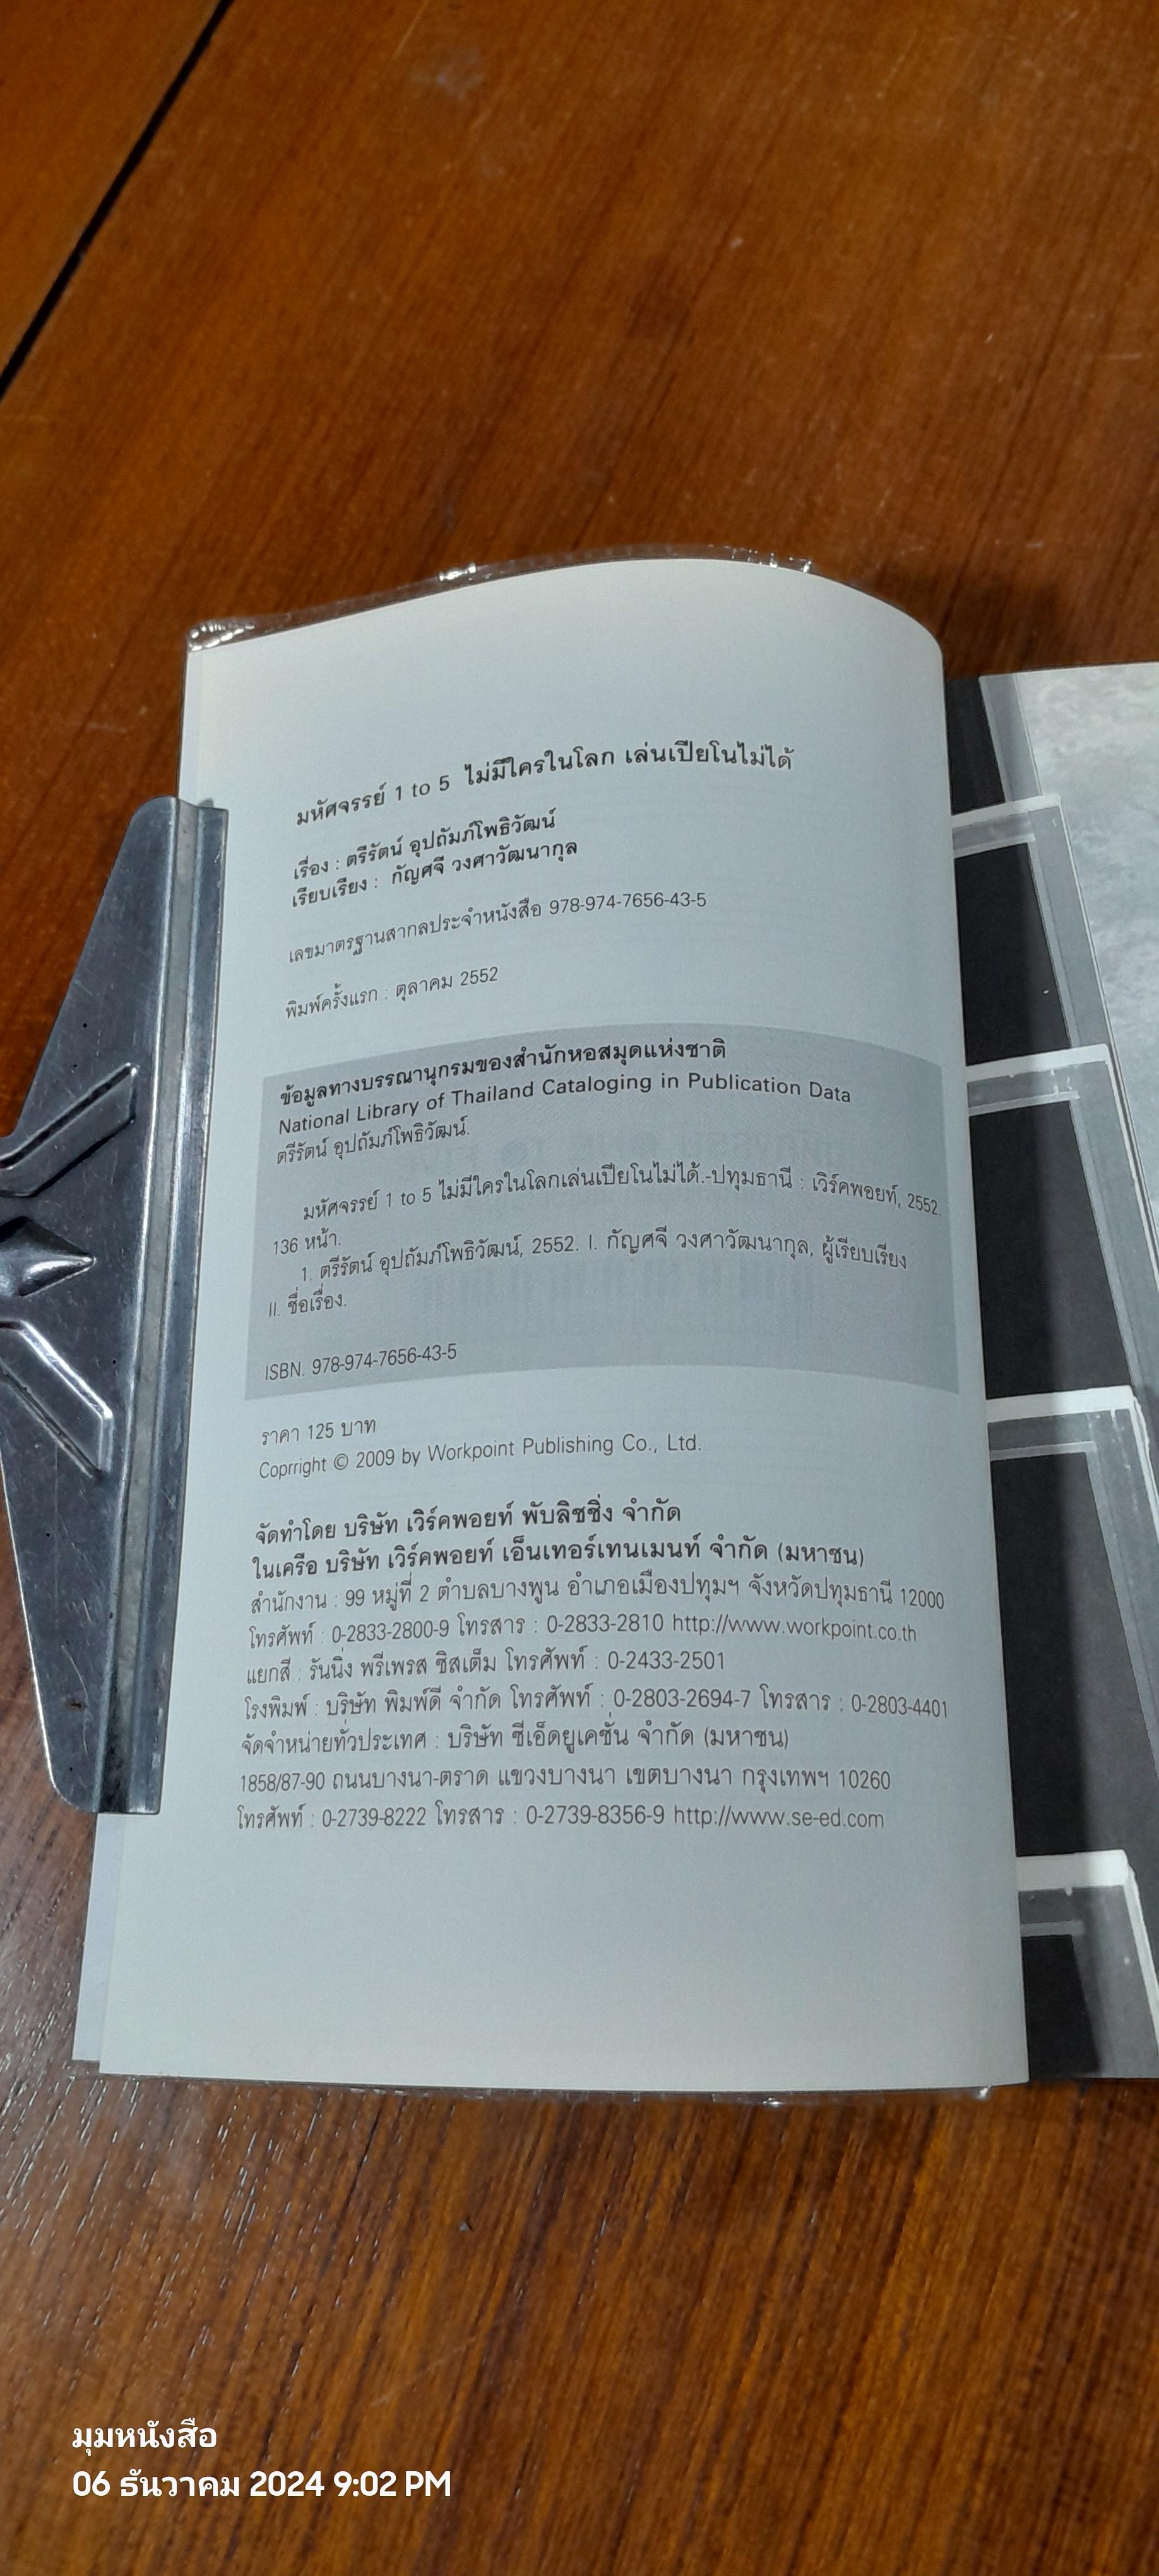 มหัศจรรย์ 1 to 5 ไม่มีใครในโลก เล่นเปียโนไม่ได้
เรื่อง : ตรีรัตน์ อุปถัมภ์โพธิวัฒน์
เรียบเรียง : กัญศจี วงศาวัฒนากุล
เลขมาตรฐานสากลประจำหนังสือ 978-974-7656-43-5
พิมพ์ครั้งแรก : ตุลาคม 2552
ข้อมูลทางบรรณานุกรมของสำนักหอสมุดแห่งชาติ
National Library of Thailand Cataloging in Publication Data
ตรีรัตน์ อุปถัมภ์โพธิวัฒน์.
มหัศจรรย์ 1 to 5 ไม่มีใครในโลกเล่นเปียโนไม่ได้.-ปทุมธานี : เวิร์คพอยท์, 2552.
136 หน้า.
1. ตรีรัตน์ อุปถัมภ์โพธิวัฒน์, 2552. I. กัญศจี วงศาวัฒนากุล, ผู้เรียบเรียง
II. ชื่อเรื่อง.
ISBN. 978-974-7656-43-5
ราคา 125 บาท
Coprright © 2009 by Workpoint Publishing Co., Ltd.
จัดทำโดย บริษัท เวิร์คพอยท์ พับลิชชิ่ง จำกัด
ในเครือ บริษัท เวิร์คพอยท์ เอ็นเทอร์เทนเมนท์ จำกัด (มหาชน)
สำนักงาน : 99 หมู่ที่ 2 ตำบลบางพูน อำเภอเมืองปทุมฯ จังหวัดปทุมธานี 12000
โทรศัพท์ : 0-2833-2800-9 โทรสาร : 0-2833-2810 http://www.workpoint.co.th
แยกสี : รันนิ่ง พรีเพรส ซิสเต็ม โทรศัพท์ : 0-2433-2501
โรงพิมพ์ : บริษัท พิมพ์ดี จำกัด โทรศัพท์ : 0-2803-2694-7 โทรสาร : 0-2803-4401
จัดจำหน่ายทั่วประเทศ : บริษัท ซีเอ็ดยูเคชั่น จำกัด (มหาชน)
1858/87-90 ถนนบางนา-ตราด แขวงบางนา เขตบางนา กรุงเทพฯ 10260
โทรศัพท์ : 0-2739-8222 โทรสาร : 0-2739-8356-9 http://www.se-ed.com
มุมหนังสือ
06 ธันวาคม 2024 9:02 PM